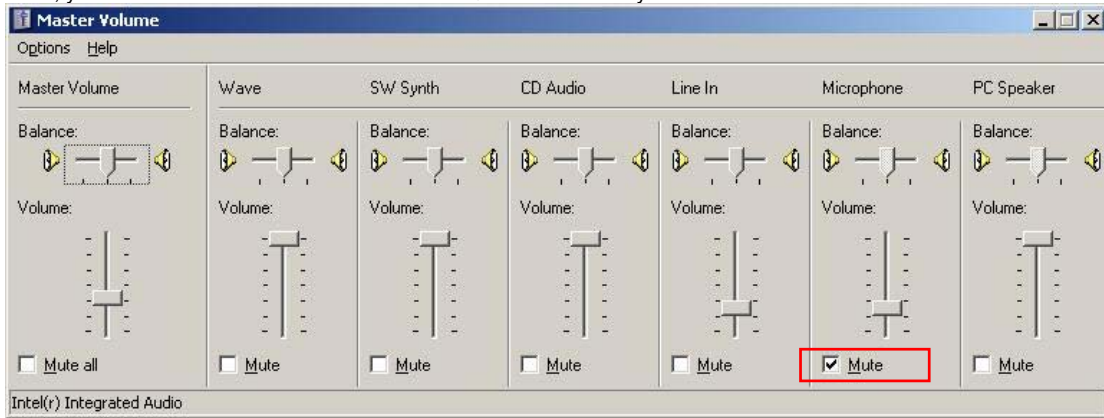 Master Volume
Options Help
Master Volume Wave SW Synth CD Audio Line In Microphone PC Speaker
Balance: Balance: Balance: Balance: Balance: Balance: Balance:
Volume: Volume: Volume: Volume: Volume: Volume: Volume:
Mute all Mute Mute Mute Mute Mute Mute
Intel(r) Integrated Audio